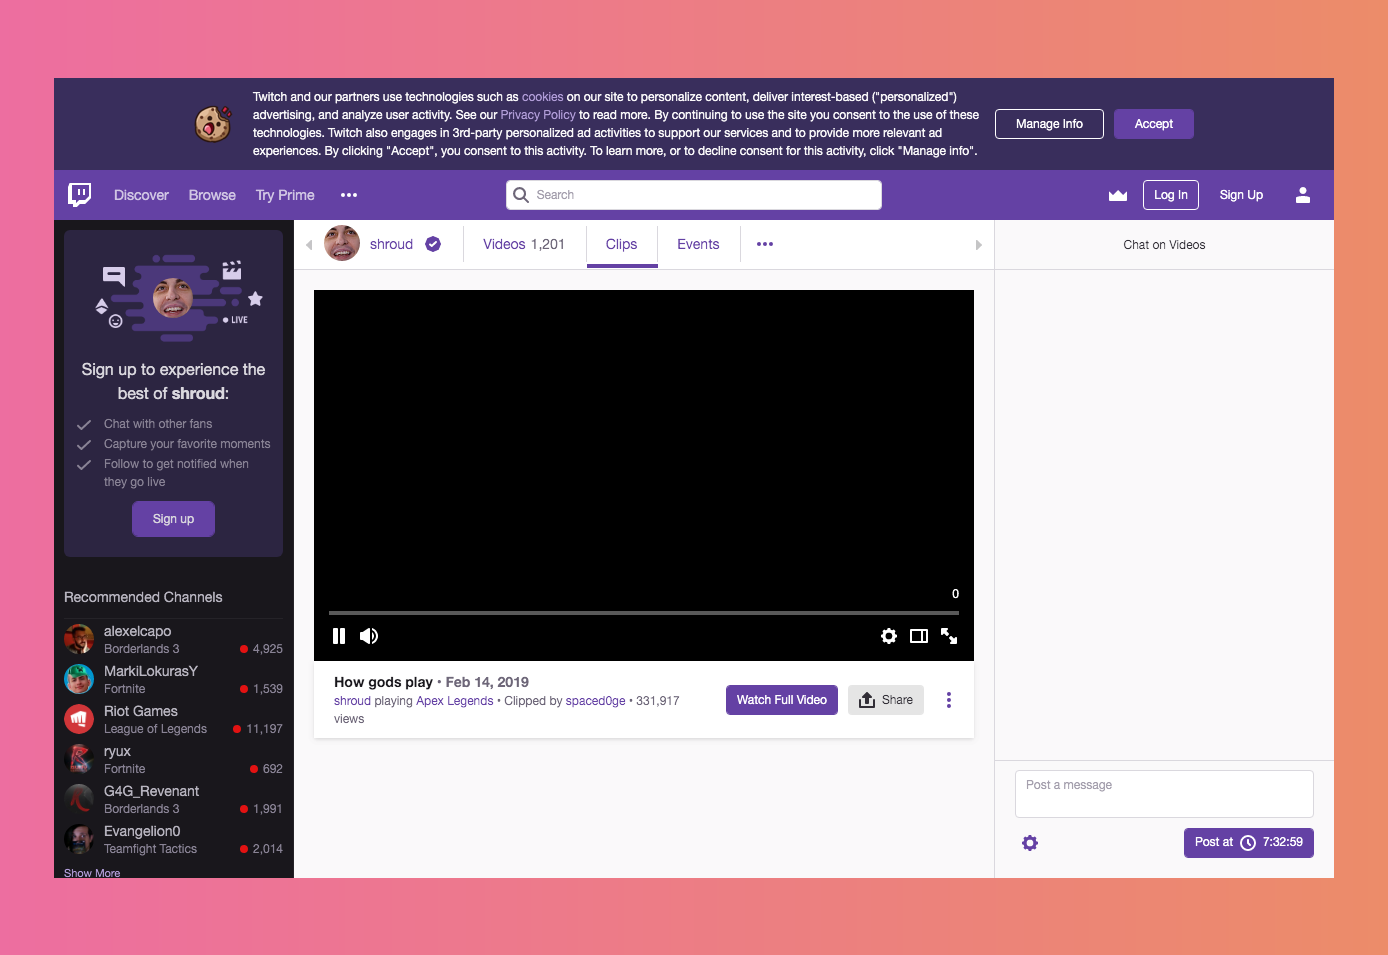 Twitch and our partners use technologies such as cookies on our site to personalize content, deliver interest-based ("personalized")
advertising, and analyze user activity. See our Privacy Policy to read more. By continuing to use the site you consent to the use of these
technologies. Twitch also engages in 3rd-party personalized ad activities to support our services and to provide more relevant ad
experiences. By clicking "Accept", you consent to this activity. To learn more, or to decline consent for this activity, click "Manage info".
Manage Info
Accept
Discover
Browse
Try Prime
Search
Log In
Sign Up
LIVE
Sign up to experience the
best of shroud:
Chat with other fans
Capture your favorite moments
Follow to get notified when
they go live
Sign up
Recommended Channels
alexelcapo
Borderlands 3
4,925
MarkiLokurasY
Fortnite
1,539
Riot Games
League of Legends
11,197
ryux
Fortnite
692
G4G_Revenant
Borderlands 3
1,991
Evangelion0
Teamfight Tactics
2,014
Show More
shroud
Videos 1,201
Clips
Events
0
How gods play • Feb 14, 2019
shroud playing Apex Legends • Clipped by spaced0ge • 331,917
views
Watch Full Video
Share
Chat on Videos
Post a message
Post at 7:32:59